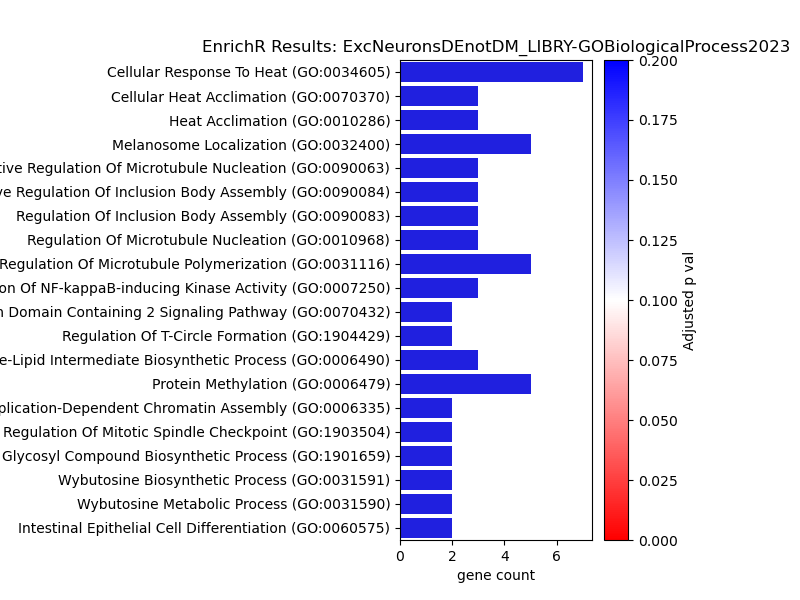 EnrichR Results: ExcNeuronsDEnotDM_LIBRY-GOBiologicalProcess2023
Cellular Response To Heat (GO:0034605)
Cellular Heat Acclimation (GO:0070370)
Heat Acclimation (GO:0010286)
Melanosome Localization (GO:0032400)
tive Regulation Of Microtubule Nucleation (GO:0090063)
ve Regulation Of Inclusion Body Assembly (GO:0090084)
Regulation Of Inclusion Body Assembly (GO:0090083)
Regulation Of Microtubule Nucleation (GO:0010968)
Regulation Of Microtubule Polymerization (GO:0031116)
on Of NF-kappaB-inducing Kinase Activity (GO:0007250)
n Domain Containing 2 Signaling Pathway (GO:0070432)
Regulation Of T-Circle Formation (GO:1904429)
e-Lipid Intermediate Biosynthetic Process (GO:0006490)
Protein Methylation (GO:0006479)
plication-Dependent Chromatin Assembly (GO:0006335)
Regulation Of Mitotic Spindle Checkpoint (GO:1903504)
Glycosyl Compound Biosynthetic Process (GO:1901659)
Wybutosine Biosynthetic Process (GO:0031591)
Wybutosine Metabolic Process (GO:0031590)
Intestinal Epithelial Cell Differentiation (GO:0060575)
0 2 4 6
gene count
0.200
0.175
0.150
0.125
0.100
0.075
0.050
0.025
0.000
Adjusted p val